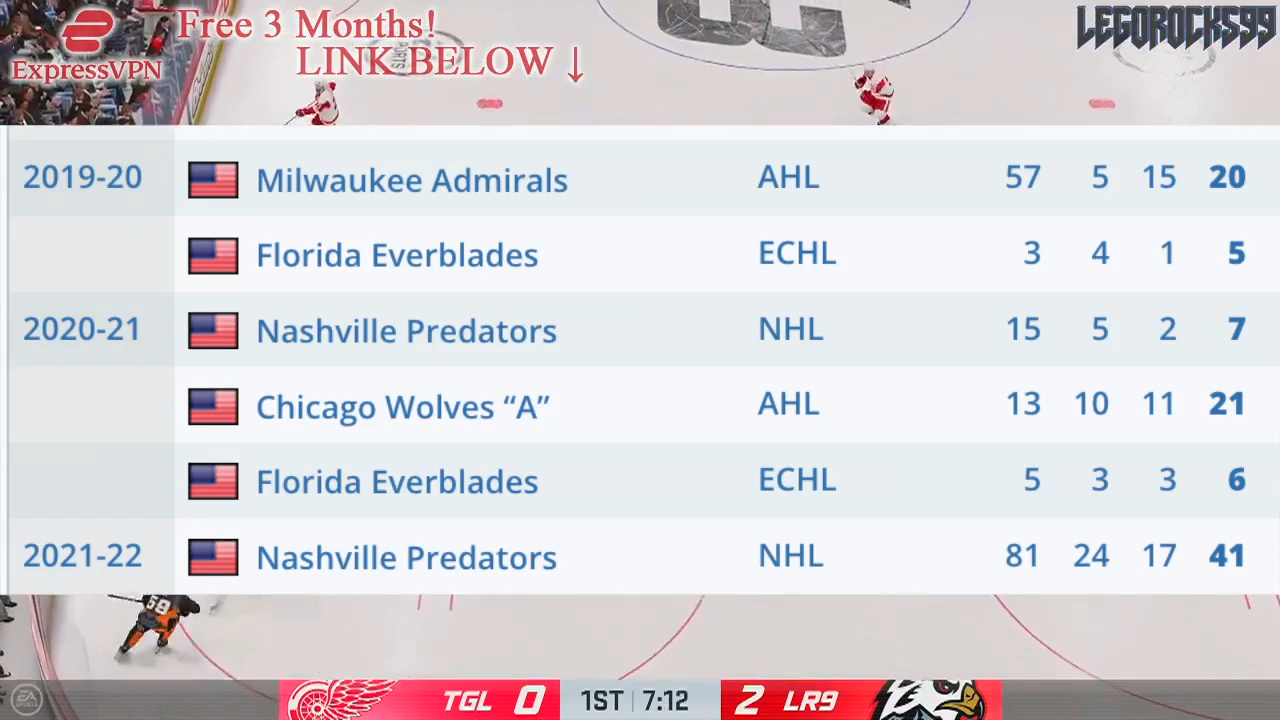 Free 3 Months!
LINK BELOW ↓
ExpressVPN
LEGOROCKS99
2019-20 Milwaukee Admirals AHL 57 5 15 20
Florida Everblades ECHL 3 4 1 5
2020-21 Nashville Predators NHL 15 5 2 7
Chicago Wolves “A” AHL 13 10 11 21
Florida Everblades ECHL 5 3 3 6
2021-22 Nashville Predators NHL 81 24 17 41
59
TGL 0 1ST 7:12 2 LR9